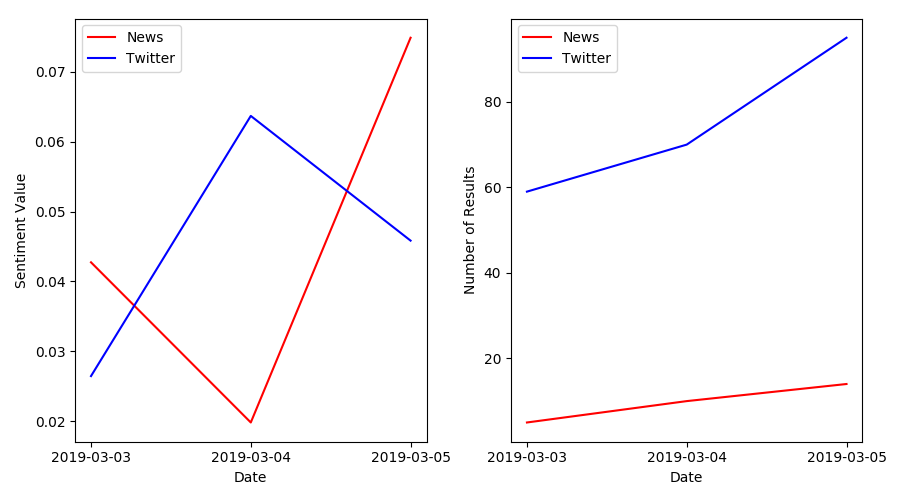 News
Twitter
0.07
0.06
0.05
0.04
0.03
0.02
Sentiment Value
2019-03-03 2019-03-04 2019-03-05
Date
News
Twitter
80
60
40
20
Number of Results
2019-03-03 2019-03-04 2019-03-05
Date